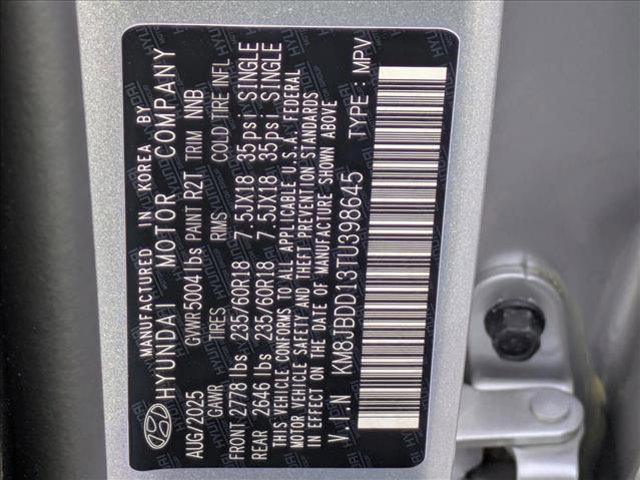 MANUFACTURED IN KOREA BY
HYUNDAI MOTOR COMPANY
AUG/2025 GVWR5004 lbs PAINT R2T TRIM NNB
GAWR TIRES RIMS COLD TIRE INFL
FRONT 2778 lbs 235/60R18 7.5JX18 35psi. SINGLE
REAR 2646 lbs 235/60R18 7.5JX18 35psi. SINGLE
THIS VEHICLE CONFORMS TO ALL APPLICABLE U.S.A. FEDERAL
MOTOR VEHICLE SAFETY AND THEFT PREVENTION STANDARDS
IN EFFECT ON THE DATE OF MANUFACTURE SHOWN ABOVE
V.I N KM8JBDD13TU398645 TYPE : MPV